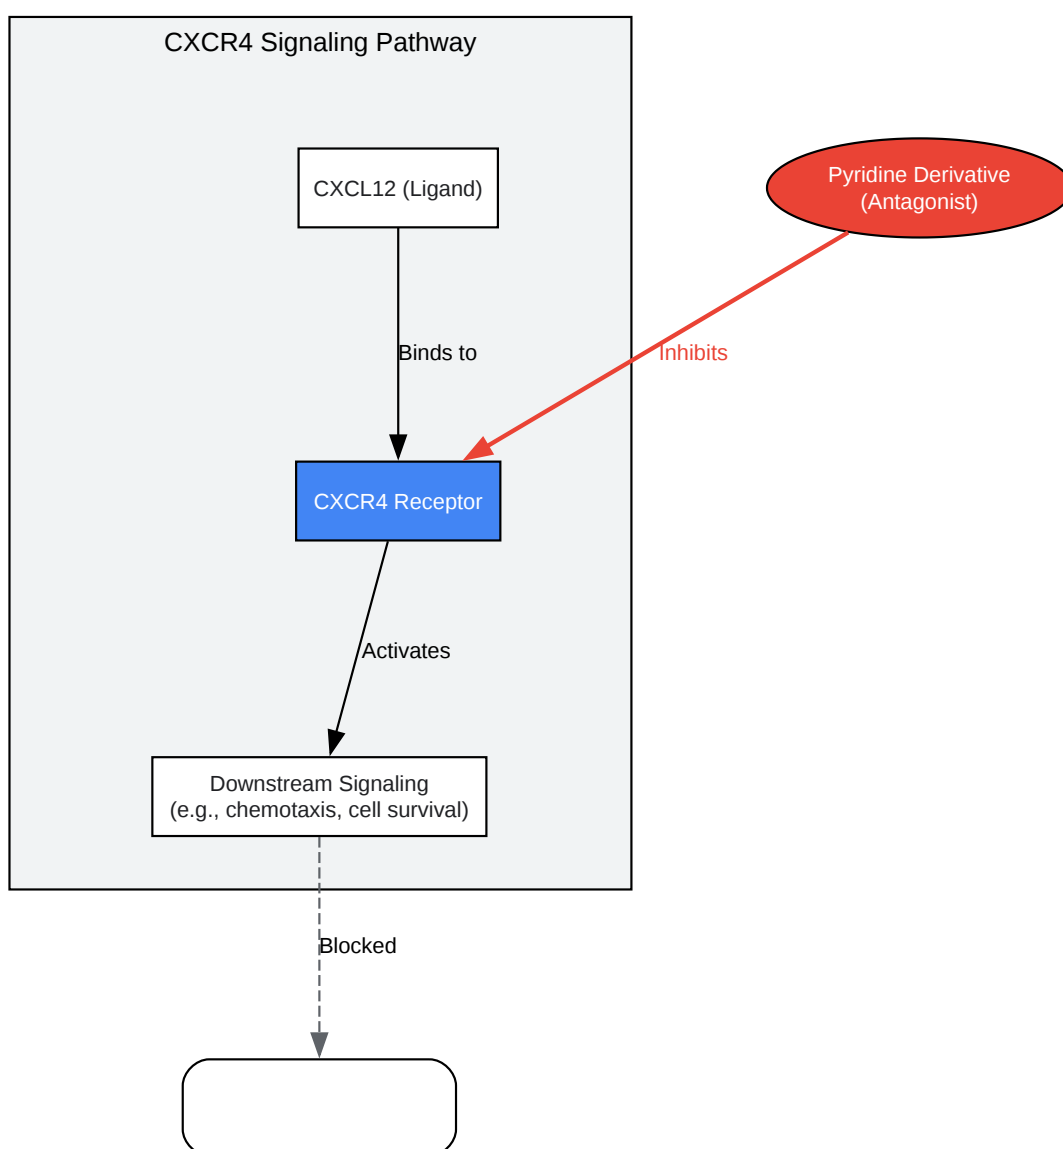 CXCR4 Signaling Pathway
CXCL12 (Ligand)
Pyridine Derivative
(Antagonist)
Binds to
Inhibits
CXCR4 Receptor
Activates
Downstream Signaling
(e.g., chemotaxis, cell survival)
Blocked